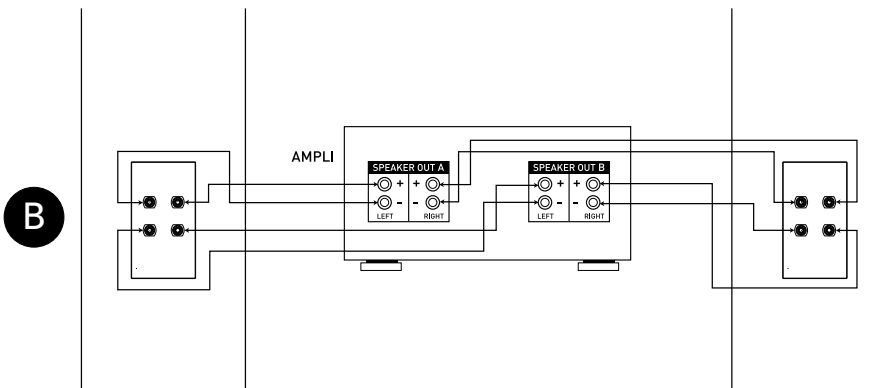 B
AMPLI
SPEAKER OUT A
+ + 
- -
LEFT RIGHT
SPEAKER OUT B
+ +
- -
LEFT RIGHT